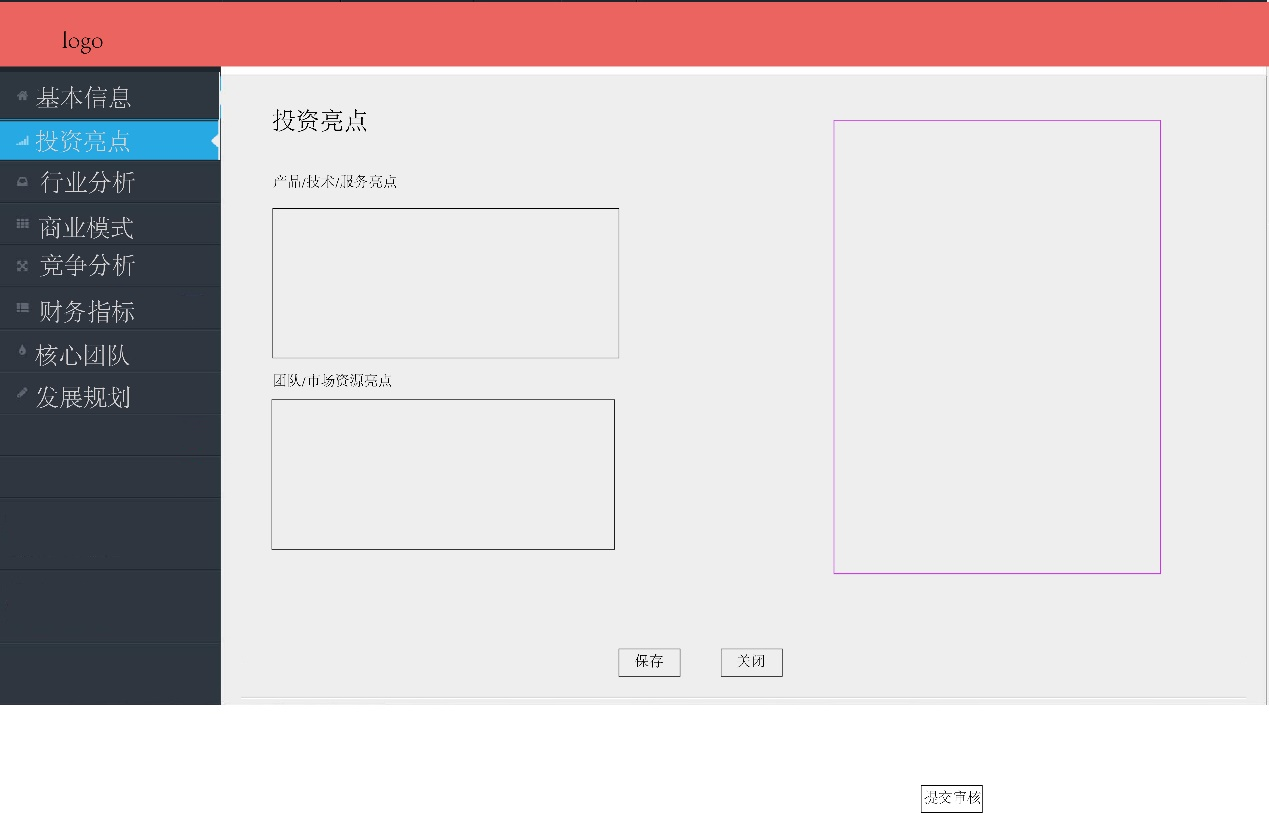 logo
基本信息
投资亮点
行业分析
商业模式
竞争分析
财务指标
核心团队
发展规划
投资亮点
产品/技术/服务亮点
团队/市场资源亮点
保存
关闭
提交审核